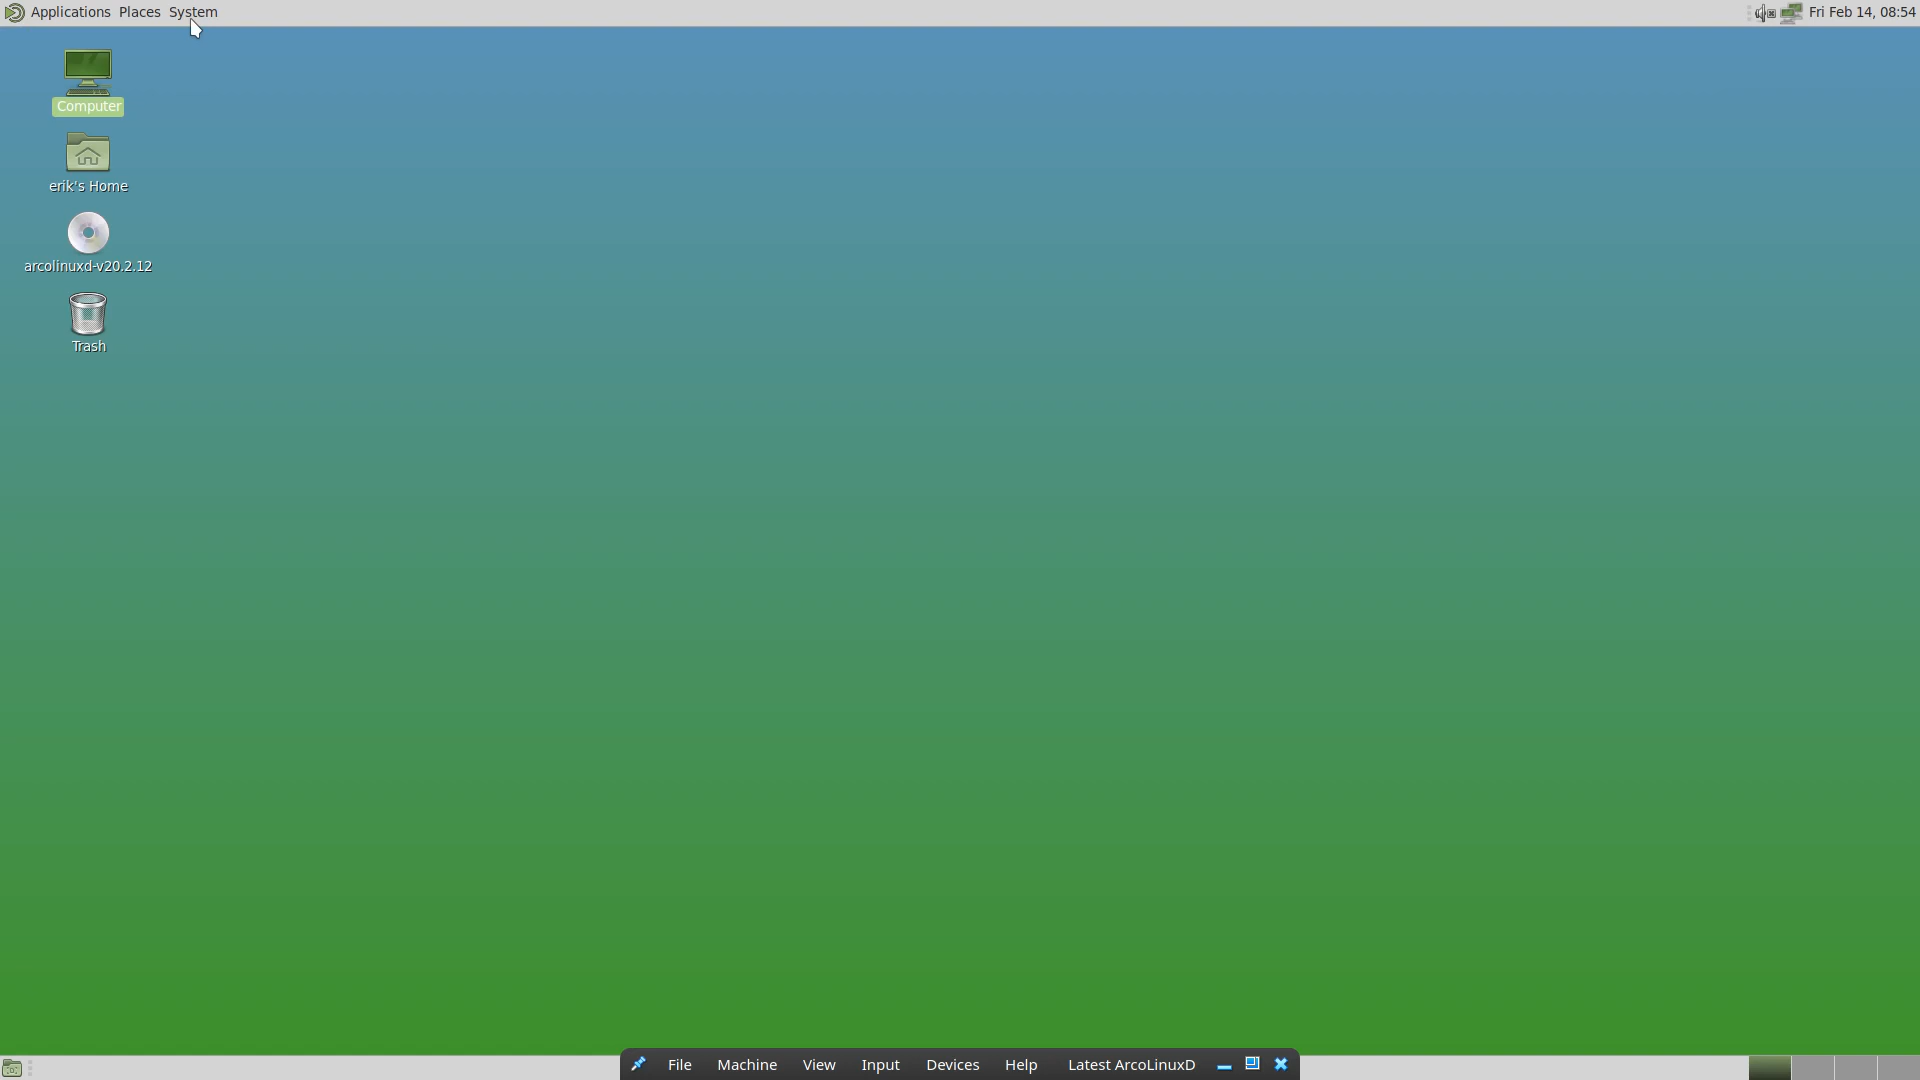 Applications Places System
Fri Feb 14, 08:54
Computer
erik's Home
arcolinuxd-v20.2.12
Trash
File Machine View Input Devices Help Latest ArcoLinuxD